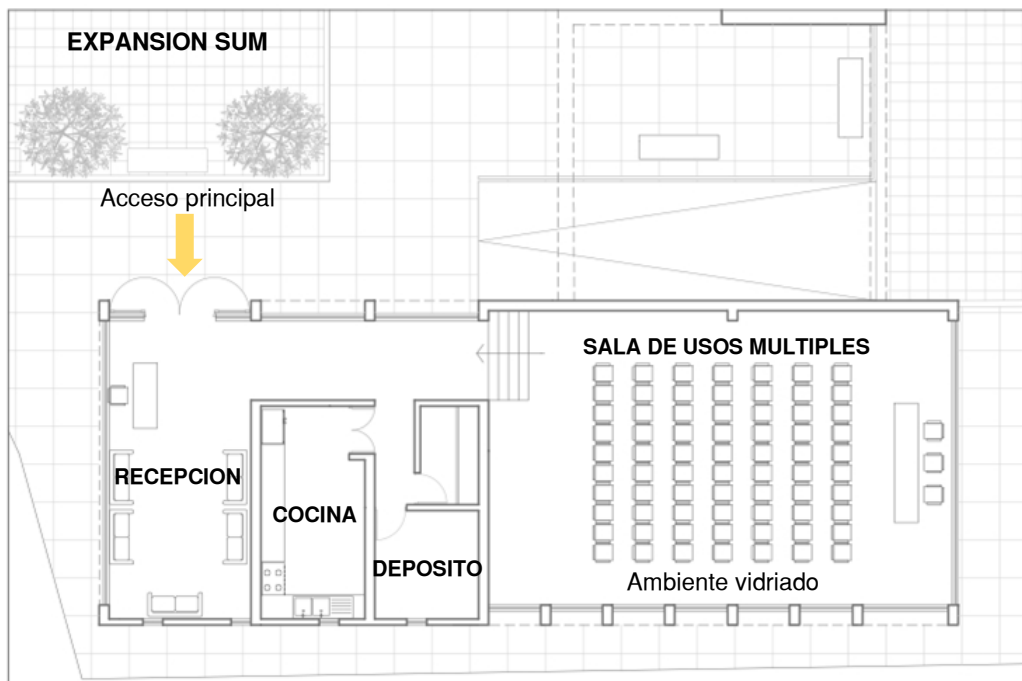 EXPANSION SUM
Acceso principal
SALA DE USOS MULTIPLES
RECEPCION
COCINA
DEPOSITO
Ambiente vidriado